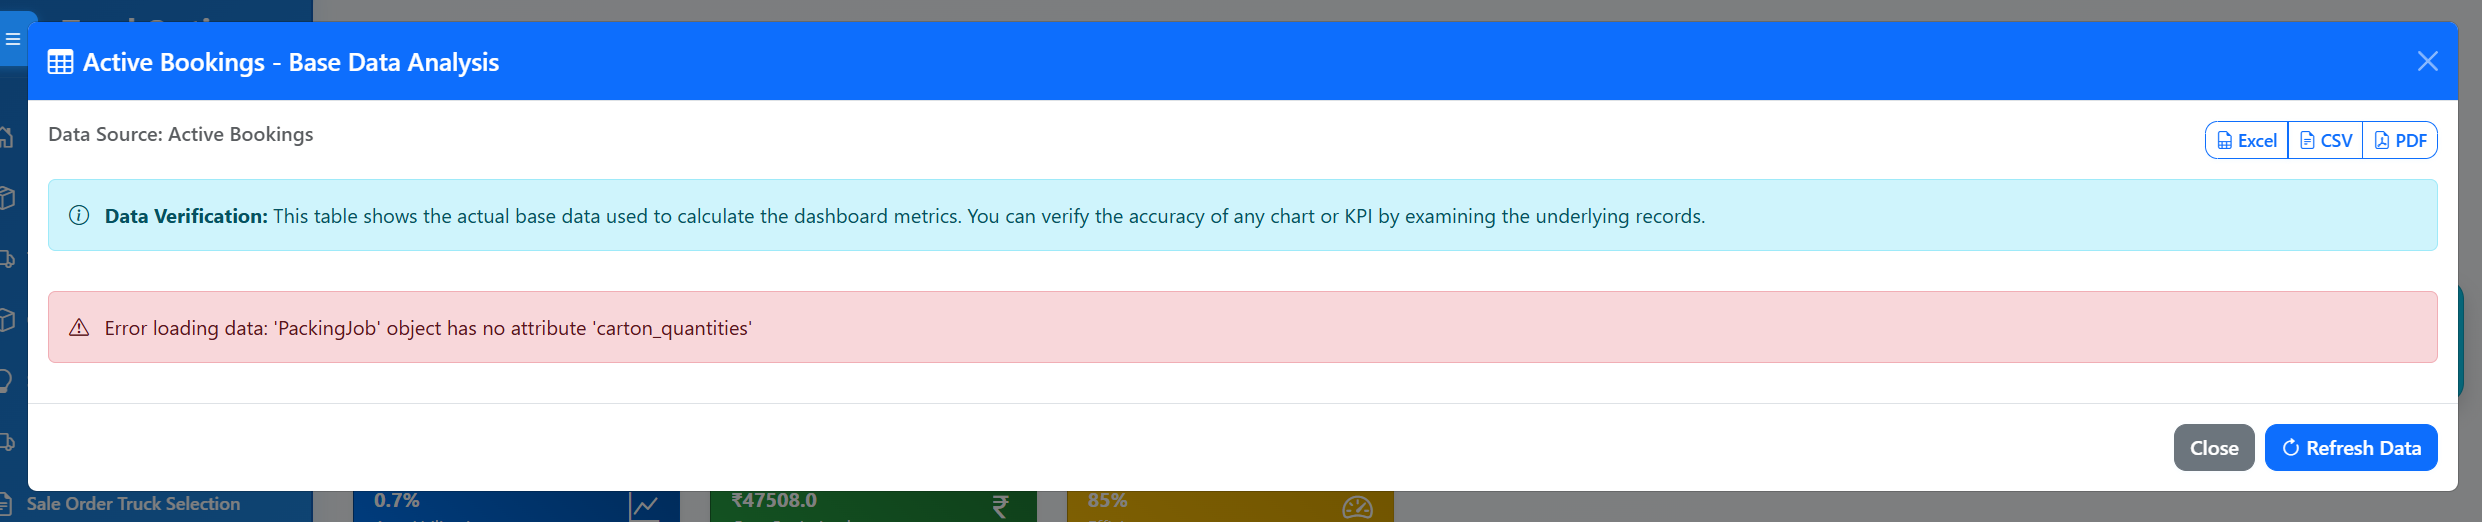 Active Bookings - Base Data Analysis
Data Source: Active Bookings
Excel CSV PDF
Data Verification: This table shows the actual base data used to calculate the dashboard metrics. You can verify the accuracy of any chart or KPI by examining the underlying records.
Error loading data: 'PackingJob' object has no attribute 'carton_quantities'
Close Refresh Data
Sale Order Truck Selection
0.7%
₹47508.0
₹
85%